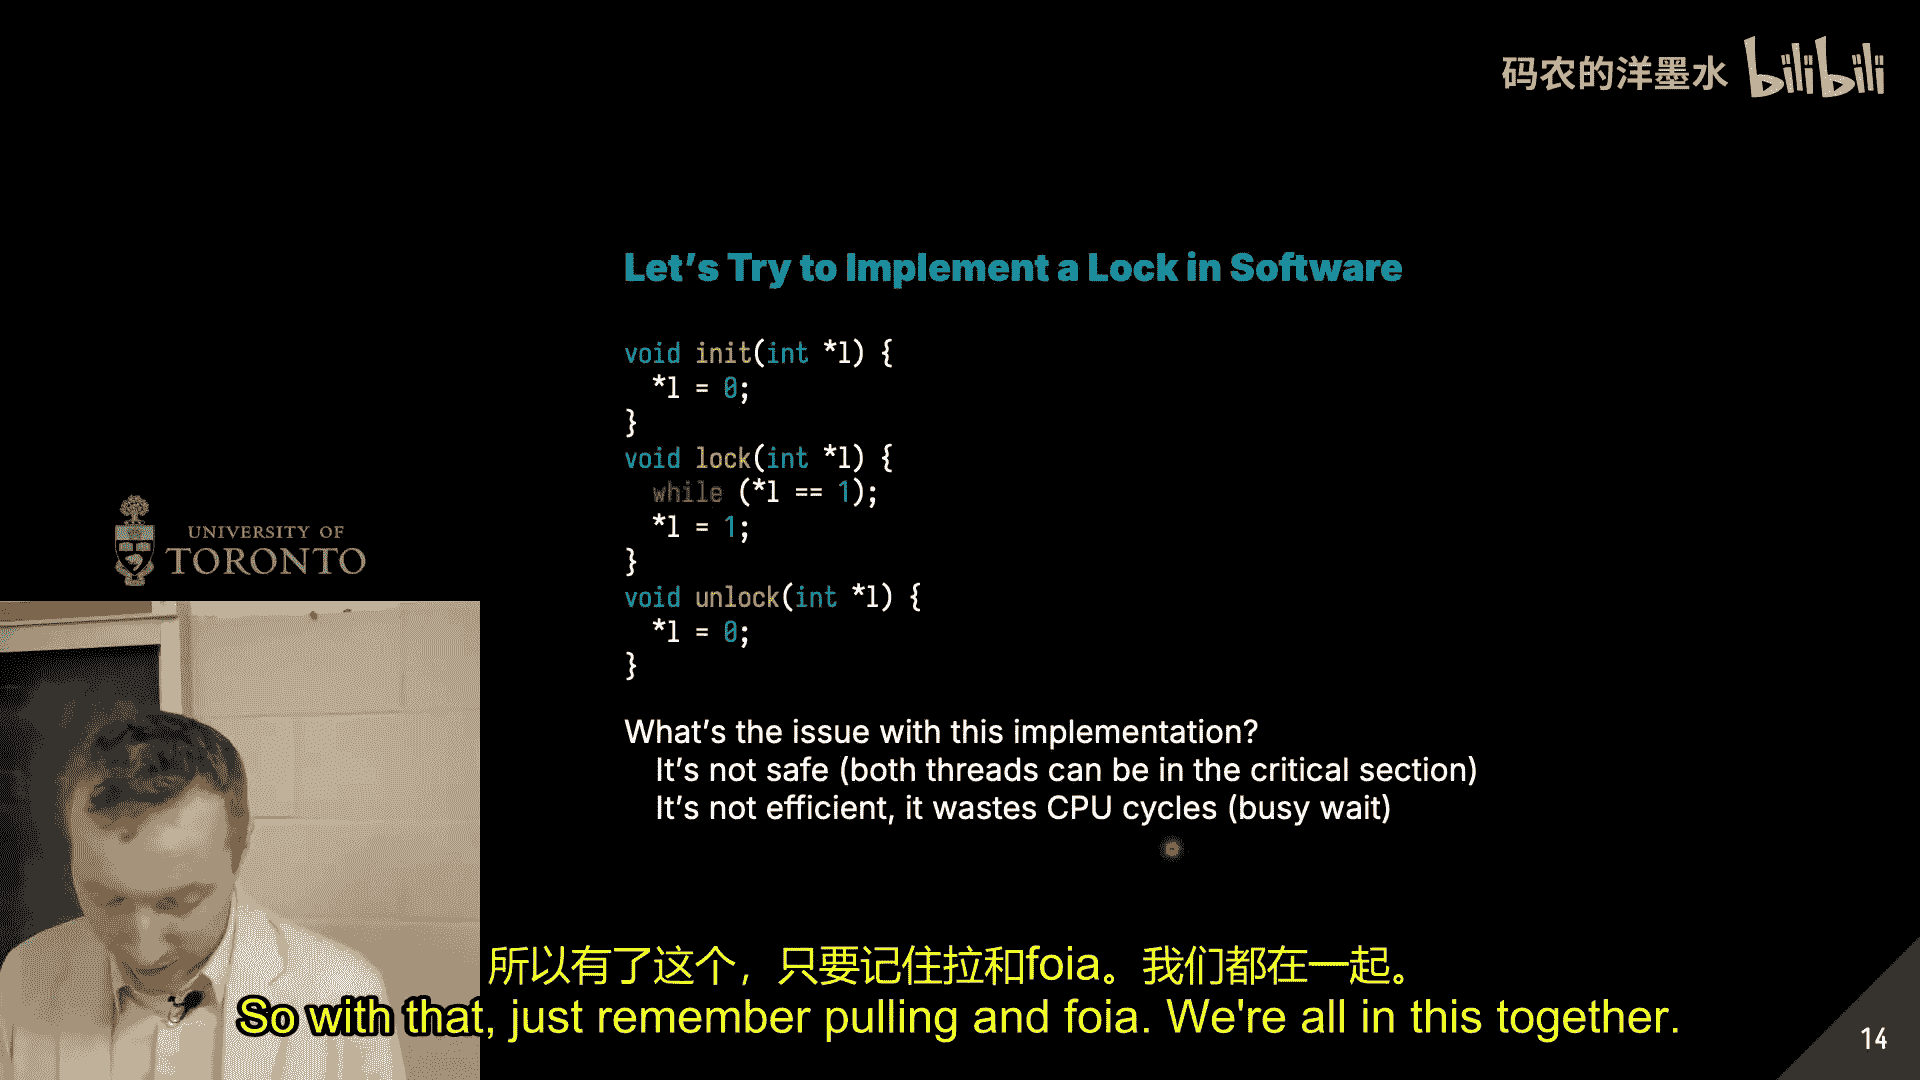 码农的洋墨水 bilibili
Let's Try to Implement a Lock in Software
void init(int *l) {
*l = 0;
}
void lock(int *l) {
while (*l == 1);
*l = 1;
}
void unlock(int *l) {
*l = 0;
}
UNIVERSITY OF
TORONTO
What's the issue with this implementation?
It's not safe (both threads can be in the critical section)
It's not efficient, it wastes CPU cycles (busy wait)
所以有了这个，只要记住拉和foia。我们都在一起。
So with that, just remember pulling and foia. We're all in this together.
14